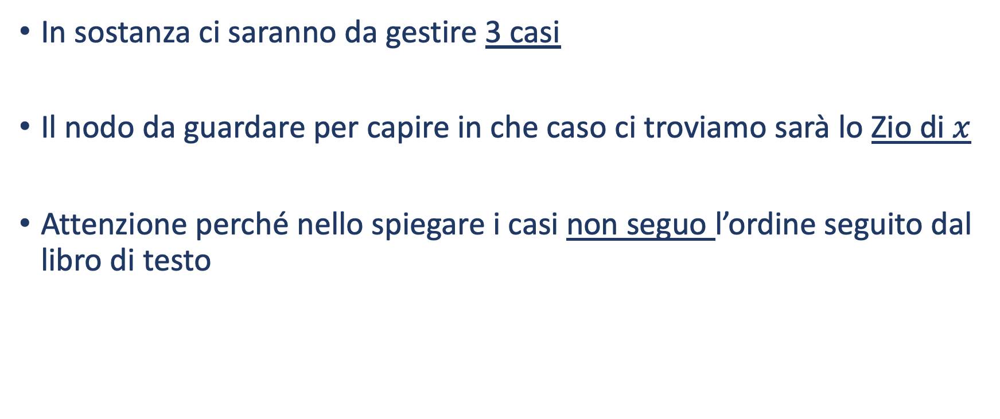 • In sostanza ci saranno da gestire 3 casi
• Il nodo da guardare per capire in che caso ci troviamo sarà lo Zio di 𝑥
• Attenzione perché nello spiegare i casi non seguo l’ordine seguito dal
libro di testo